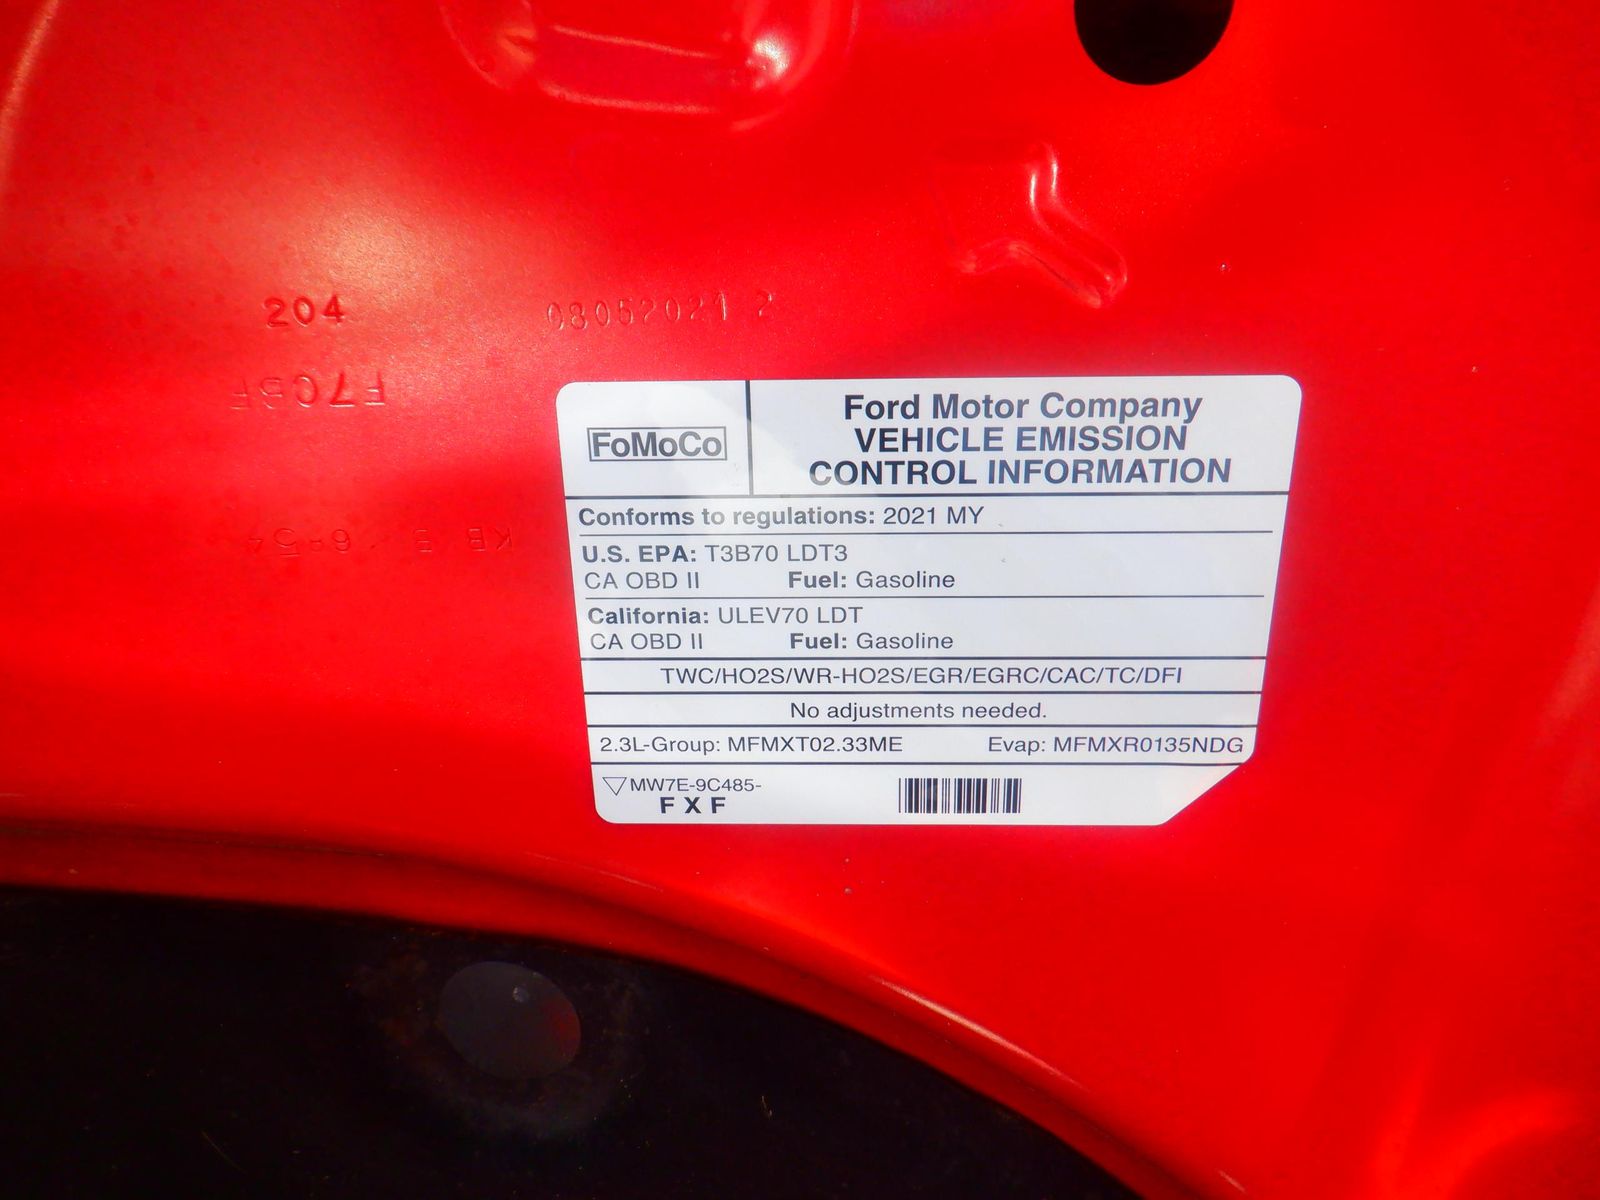 204
08052021 2
FoMoCo
Ford Motor Company
VEHICLE EMISSION
CONTROL INFORMATION
Conforms to regulations: 2021 MY
U.S. EPA: T3B70 LDT3
CA OBD II Fuel: Gasoline
California: ULEV70 LDT
CA OBD II Fuel: Gasoline
TWC/HO2S/WR-HO2S/EGR/EGRC/CAC/TC/DFI
No adjustments needed.
2.3L-Group: MFMXT02.33ME Evap: MFMXR0135NDG
MW7E-9C485-
F X F